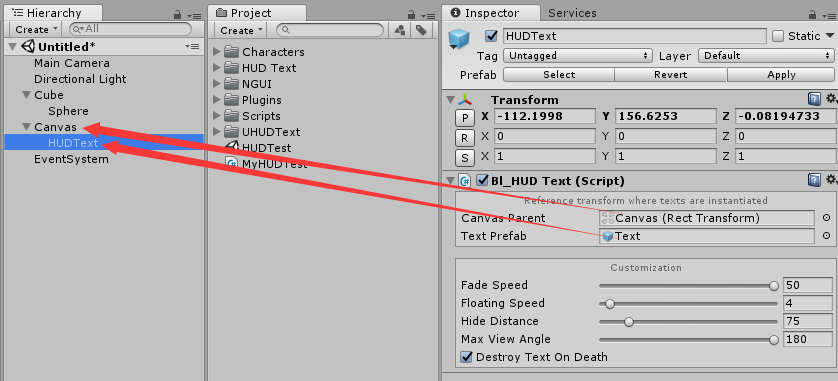 Hierarchy
Create
All
Untitled*
Main Camera
Directional Light
Cube
Sphere
Canvas
HUDText
EventSystem
Project
Create
Characters
HUD Text
NGUI
Plugins
Scripts
UHUDText
HUDTest
MyHUDTest
Inspector Services
HUDText Static
Tag Untagged Layer Default
Prefab Select Revert Apply
Transform
P X -112.1998 Y 156.6253 Z -0.08194733
R X 0 Y 0 Z 0
S X 1 Y 1 Z 1
Bl_HUD Text (Script)
Reference transform where texts are instantiated
Canvas Parent Canvas (Rect Transform)
Text Prefab Text
Customization
Fade Speed 50
Floating Speed 4
Hide Distance 75
Max View Angle 180
Destroy Text On Death